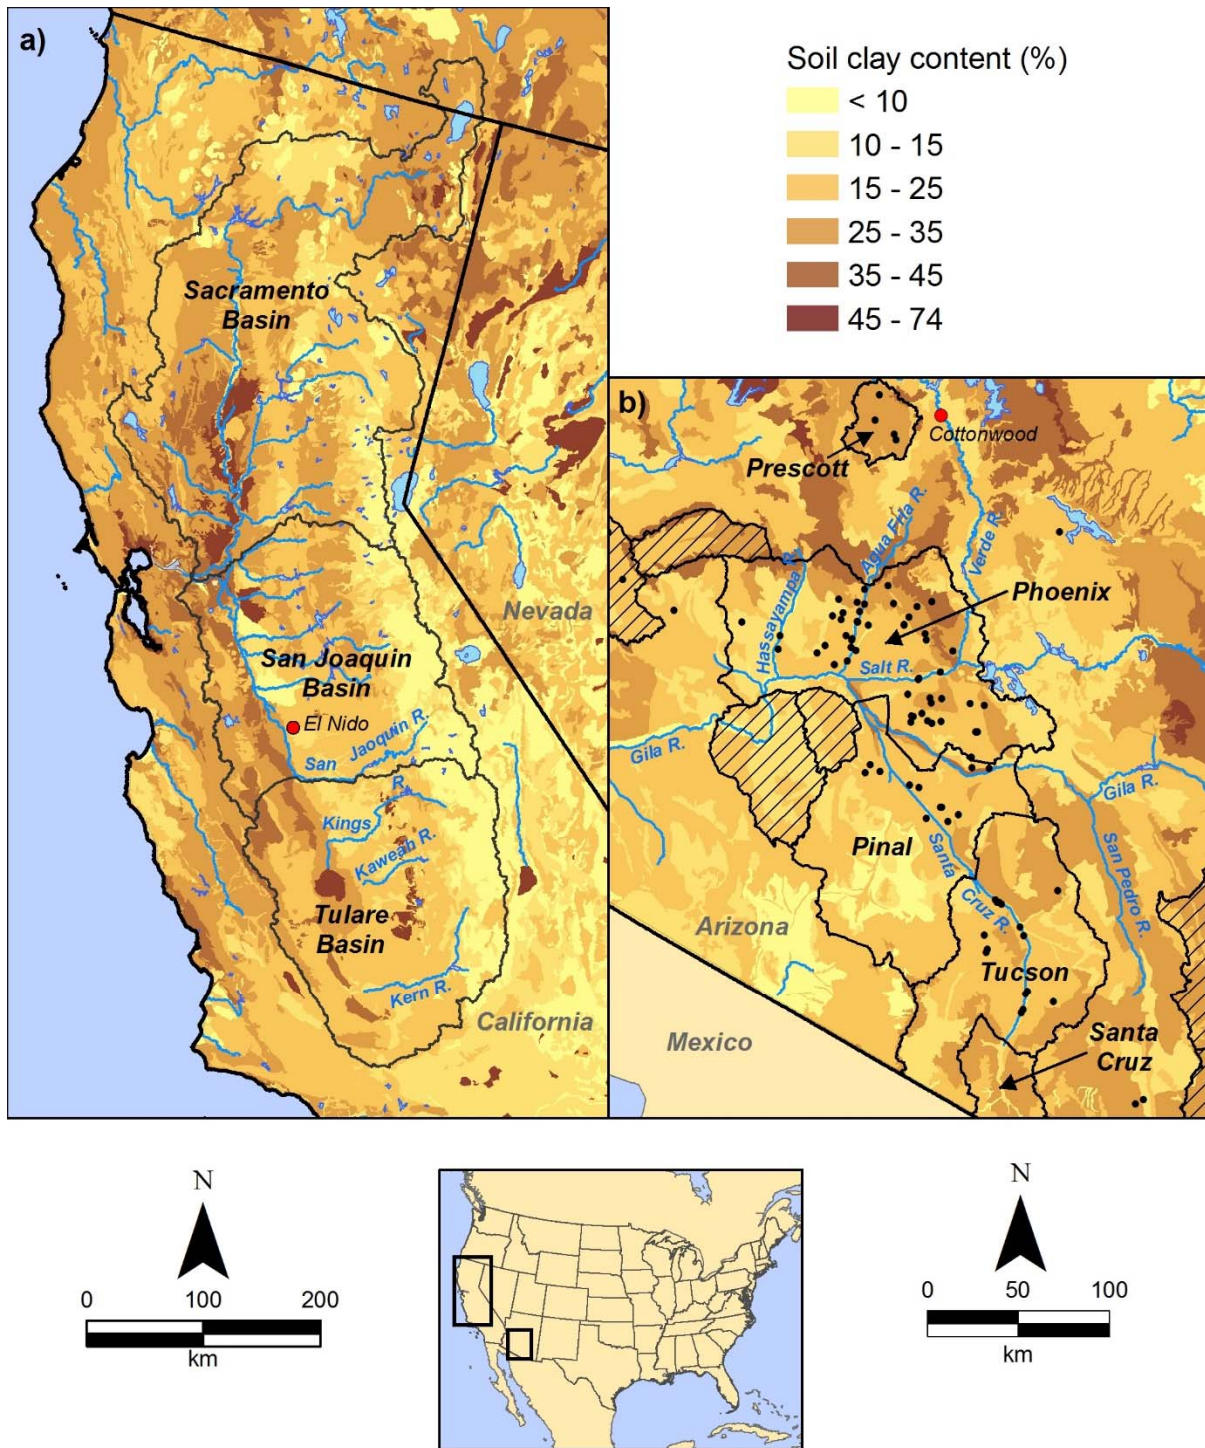 a)
Sacramento
Basin
Nevada
San Joaquin
Basin
El Nido
San Jaoquin R.
Kings R.
Kaweah R.
Tulare
Basin
Kern R.
California
Soil clay content (%)
< 10
10 - 15
15 - 25
25 - 35
35 - 45
45 - 74
b)
Cottonwood
Prescott
Agua Fria R.
Verde R.
Hassayampa R.
Phoenix
Salt R.
Gila R.
Gila R.
Pinal
Santa Cruz R.
San Pedro R.
Arizona
Tucson
Mexico
Santa
Cruz
N
0 100 200
km
N
0 50 100
km